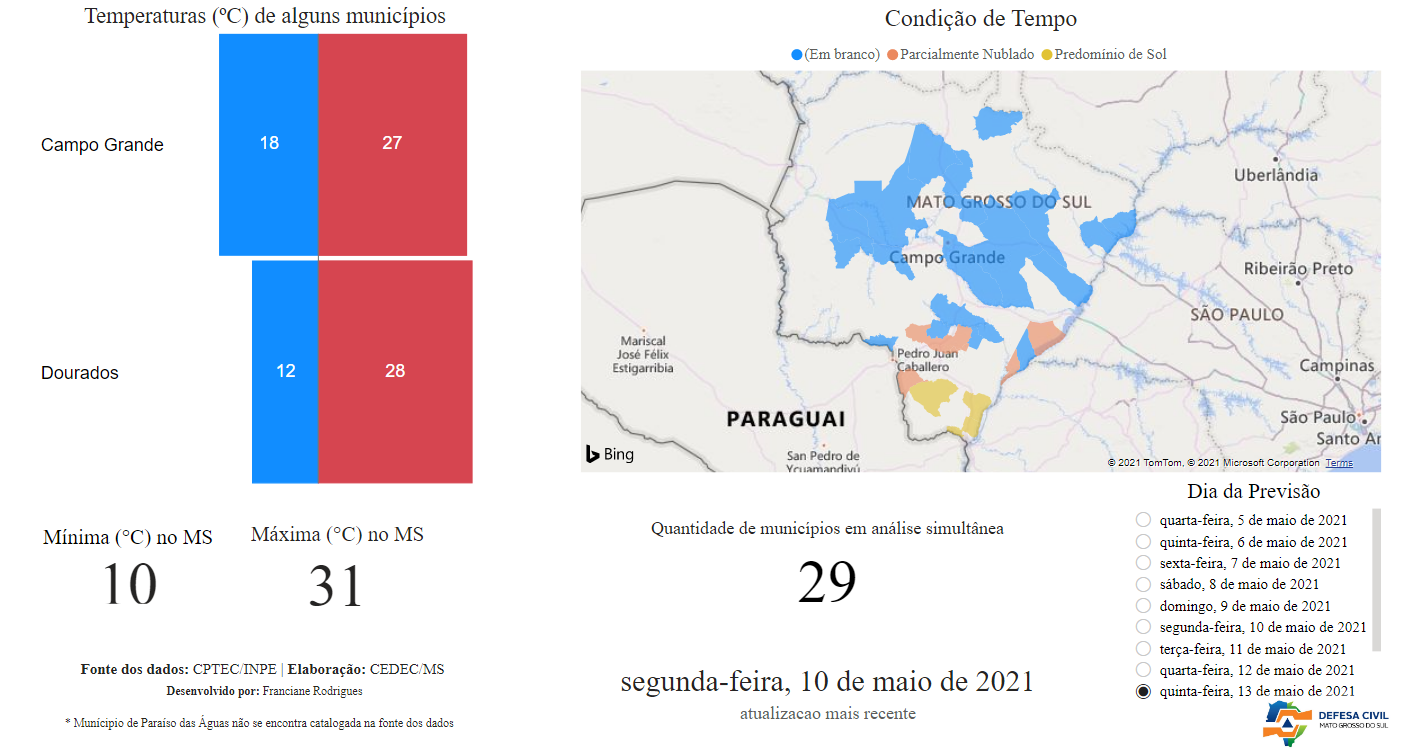 Temperaturas (ºC) de alguns municípios
Campo Grande
18
27
Dourados
12
28
Mínima (°C) no MS
10
Máxima (°C) no MS
31
Fonte dos dados: CPTEC/INPE | Elaboração: CEDEC/MS
Desenvolvido por: Franciane Rodrigues
* Munícipio de Paraíso das Águas não se encontra catalogada na fonte dos dados
Condição de Tempo
(Em branco) Parcialmente Nublado Predomínio de Sol
MATO GROSSO DO SUL
Campo Grande
Uberlândia
Ribeirão Preto
SÃO PAULO
Mariscal
José Félix
Estigarribia
Pedro Juan
Caballero
Campinas
PARAGUAI
São Paulo
Santo Ar
San Pedro de
Ycuamandiyú
Bing
© 2021 TomTom, © 2021 Microsoft Corporation Terms
Quantidade de municípios em análise simultânea
29
segunda-feira, 10 de maio de 2021
atualizacao mais recente
Dia da Previsão
quarta-feira, 5 de maio de 2021
quinta-feira, 6 de maio de 2021
sexta-feira, 7 de maio de 2021
sábado, 8 de maio de 2021
domingo, 9 de maio de 2021
segunda-feira, 10 de maio de 2021
terça-feira, 11 de maio de 2021
quarta-feira, 12 de maio de 2021
quinta-feira, 13 de maio de 2021
DEFESA CIVIL
MATO GROSSO DO SUL